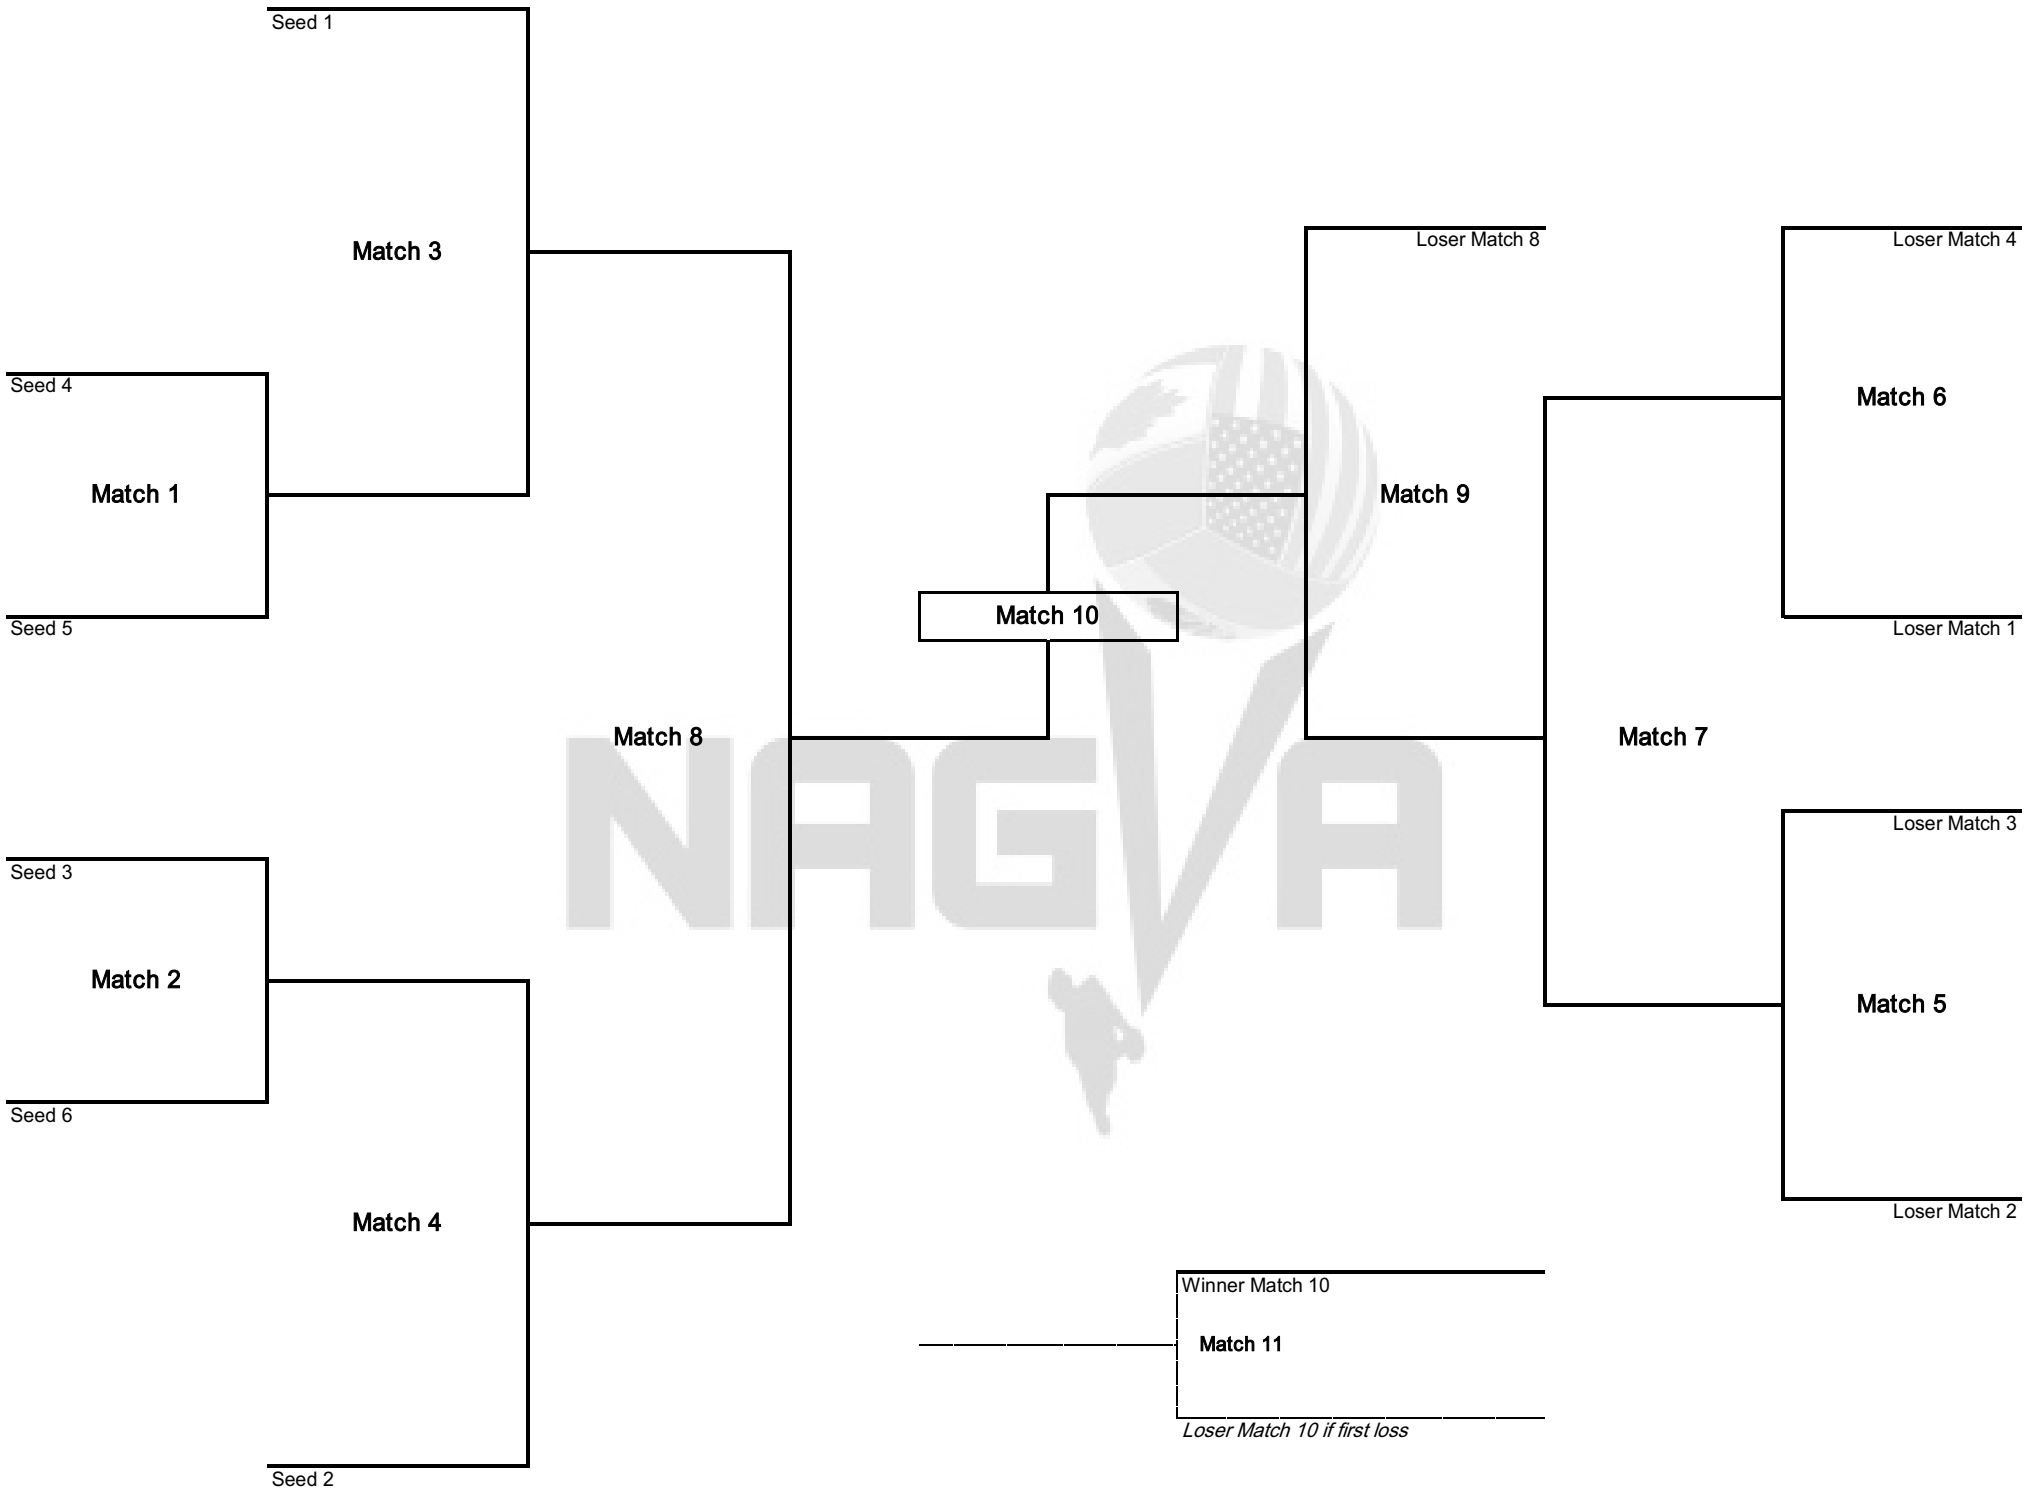 Seed 1
Match 3
Loser Match 8
Loser Match 4
Seed 4
Match 6
Match 1
Match 9
Match 10
Seed 5
Loser Match 1
Match 8
Match 7
NAGVA
Loser Match 3
Seed 3
Match 2
Match 5
Seed 6
Match 4
Loser Match 2
Winner Match 10
Match 11
Loser Match 10 if first loss
Seed 2